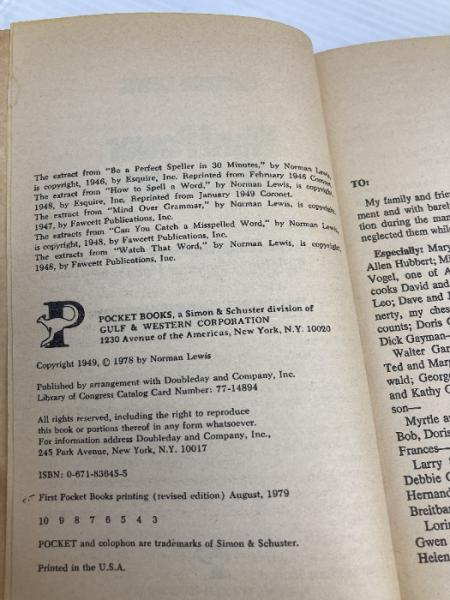 The extract from "Be a Perfect Speller in 30 Minutes," by Norman Lewis,
is copyright, 1946, by Esquire, Inc. Reprinted from February 1946 Coronet.
The extract from "How to Spell a Word," by Norman Lewis, is copyright,
1948, by Esquire, Inc. Reprinted from January 1949 Coronet.
The extract from "Mind Over Grammar," by Norman Lewis, is copyright,
1947, by Fawcett Publications, Inc.
The extracts from "Can You Catch a Misspelled Word," by Norman Lewis,
is copyright, 1948, by Fawcett Publications, Inc.
The extracts from "Watch That Word," by Norman Lewis, is copyright,
1948, by Fawcett Publications, Inc.
P
POCKET BOOKS, a Simon & Schuster division of
GULF & WESTERN CORPORATION
1230 Avenue of the Americas, New York, N.Y. 10020
Copyright 1949, © 1978 by Norman Lewis
Published by arrangement with Doubleday and Company, Inc.
Library of Congress Catalog Card Number: 77-14894
All rights reserved, including the right to reproduce
this book or portions thereof in any form whatsoever.
For information address Doubleday and Company, Inc.,
245 Park Avenue, New York, N.Y. 10017
ISBN: 0-671-83645-5
First Pocket Books printing (revised edition) August, 1979
10 9 8 7 6 5 4 3
POCKET and colophon are trademarks of Simon & Schuster.
Printed in the U.S.A.
TO:
My family and frie
ment and with bareh
tion during the man
neglected them while
Especially: Mary
Allen Hubbert; Mi
Vogel, one of A
cooks David and
Leo; Dave and J
nerty, my ches
counts; Doris G
Dick Gayman—
Walter Gar
Ted and Marg
wald; George
and Kathy G
son—
Myrtle a
Bob, Doris
Frances—
Larry
Debbie
Hernand
Breitbar
Lorin
Gwen
Helen